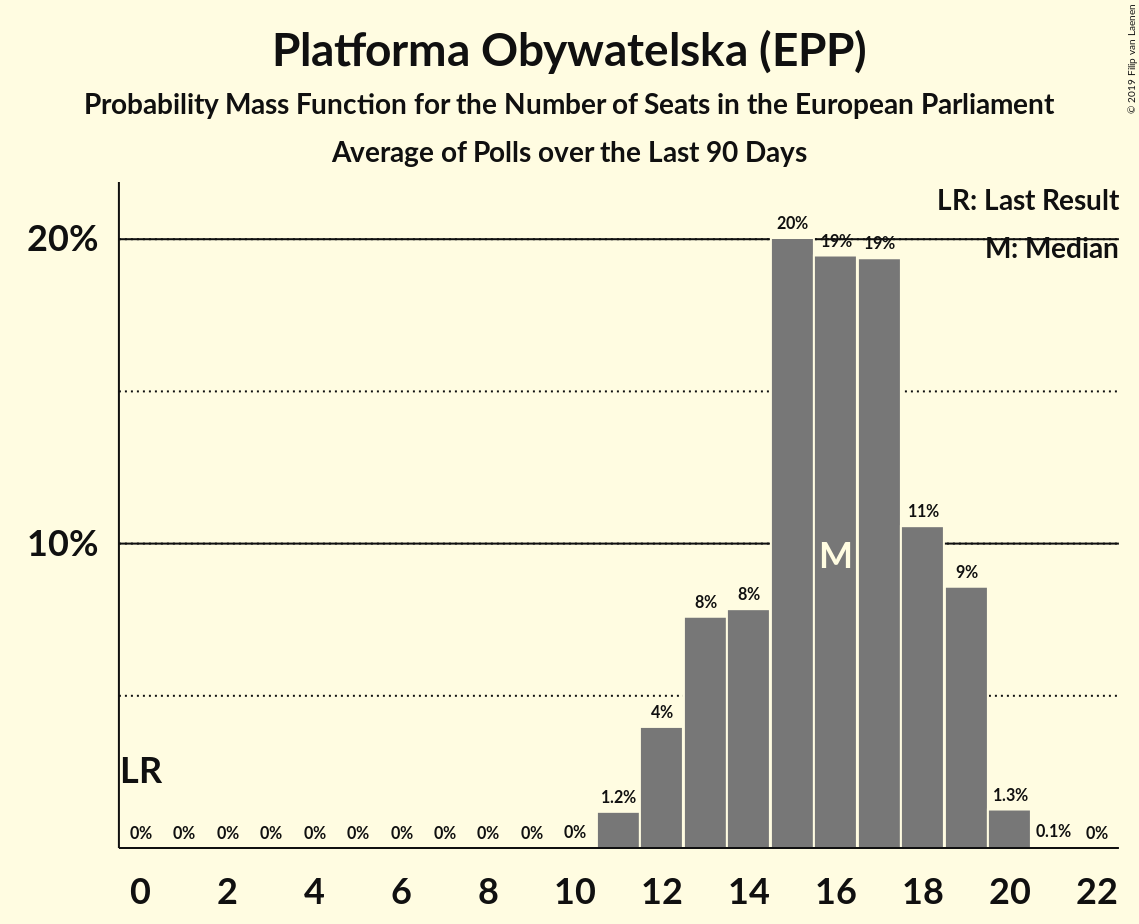 Platforma Obywatelska (EPP)
Probability Mass Function for the Number of Seats in the European Parliament
Average of Polls over the Last 90 Days
© 2019 Filip van Laenen
LR: Last Result
M: Median
20%
10%
20%
19%
19%
11%
9%
8%
8%
4%
1.2%
1.3%
0.1%
0%
M
LR
0% 0% 0% 0% 0% 0% 0% 0% 0% 0% 0%
0 2 4 6 8 10 12 14 16 18 20 22